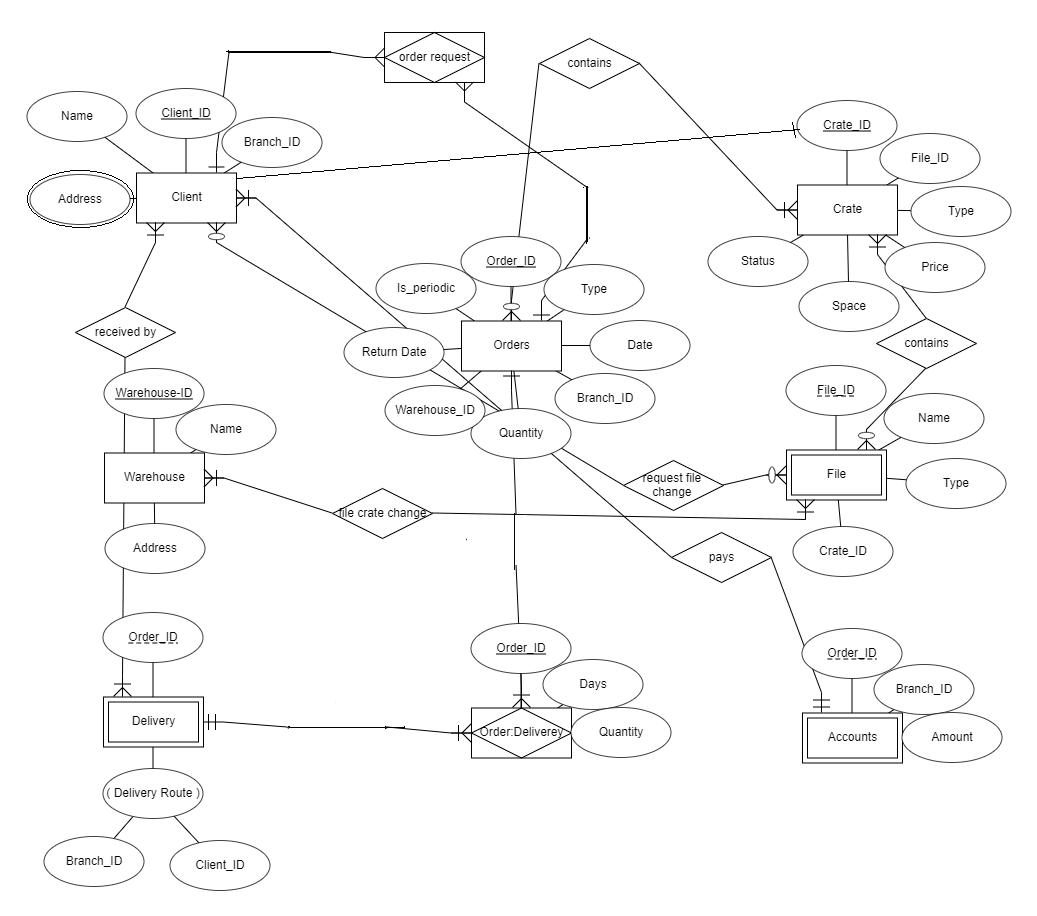 order request
contains
Name
Client_ID
Branch_ID
Crate_ID
File_ID
Address
Client
Crate
Type
Status
Order_ID
Price
Is_periodic
Type
Space
received by
Return Date
Orders
Date
contains
Warehouse-ID
Warehouse_ID
Branch_ID
File_ID
Name
Name
Quantity
Warehouse
request file
change
File
Type
file crate change
Address
Crate_ID
pays
Order_ID
Order_ID
Order_ID
Days
Branch_ID
Delivery
Order:Deliverey
Quantity
Accounts
Amount
( Delivery Route )
Branch_ID
Client_ID